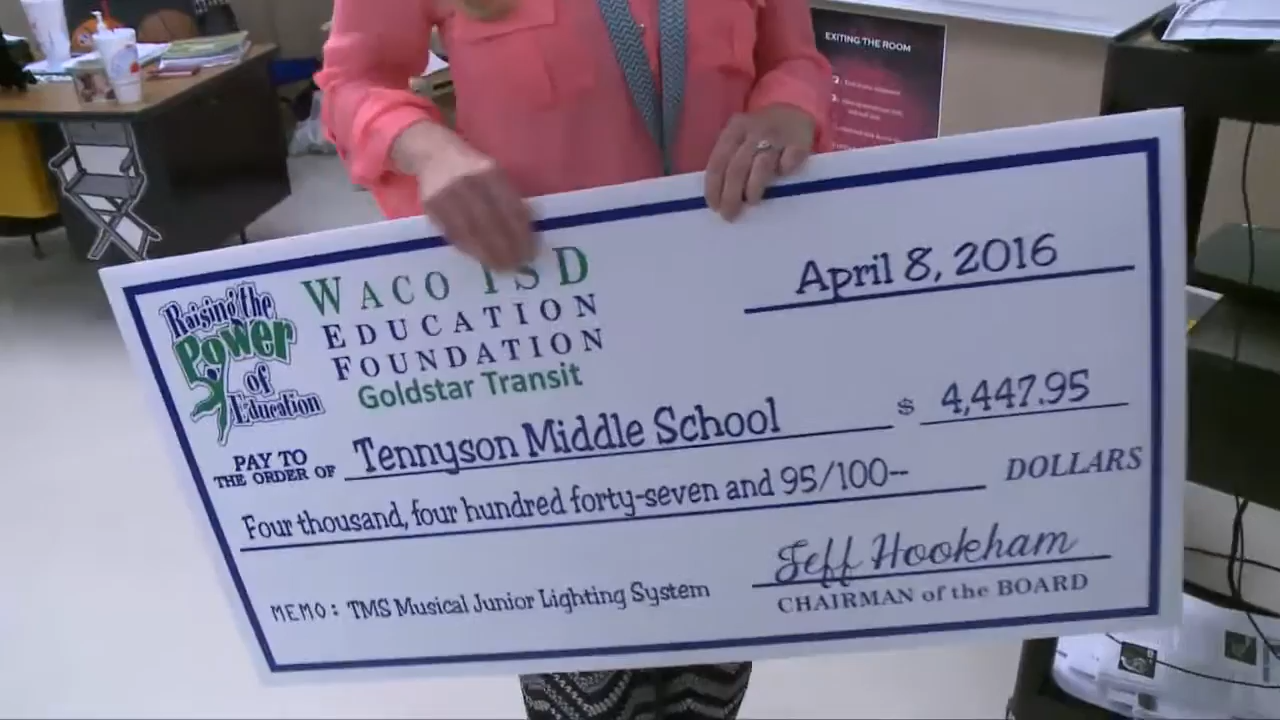 EXITING THE ROOM
Raising the
Power
of
Education
WACO ISD
EDUCATION
FOUNDATION
Goldstar Transit
April 8, 2016
PAY TO
THE ORDER OF
Tennyson Middle School
$ 4,447.95
Four thousand, four hundred forty-seven and 95/100--
DOLLARS
MEMO: TMS Musical Junior Lighting System
Jeff Hookham
CHAIRMAN of the BOARD